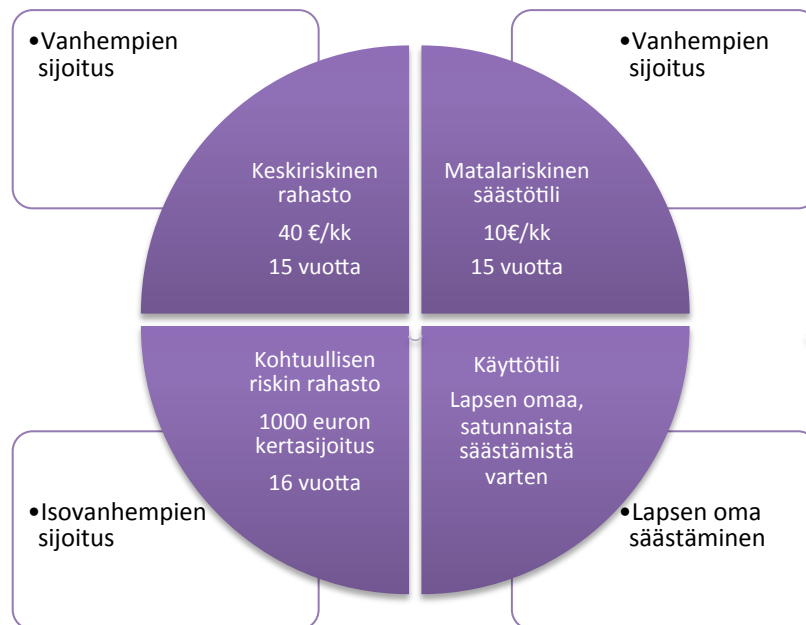 •Vanhempien
sijoitus
•Vanhempien
sijoitus
Keskiriskinen
rahasto
40 €/kk
15 vuotta
Matalariskinen
säästötili
10€/kk
15 vuotta
Kohtuullisen
riskin rahasto
1000 euron
kertasijoitus
16 vuotta
Käyttötili
Lapsen omaa,
satunnaista
säästämistä
varten
•Isovanhempien
sijoitus
•Lapsen oma
säästäminen